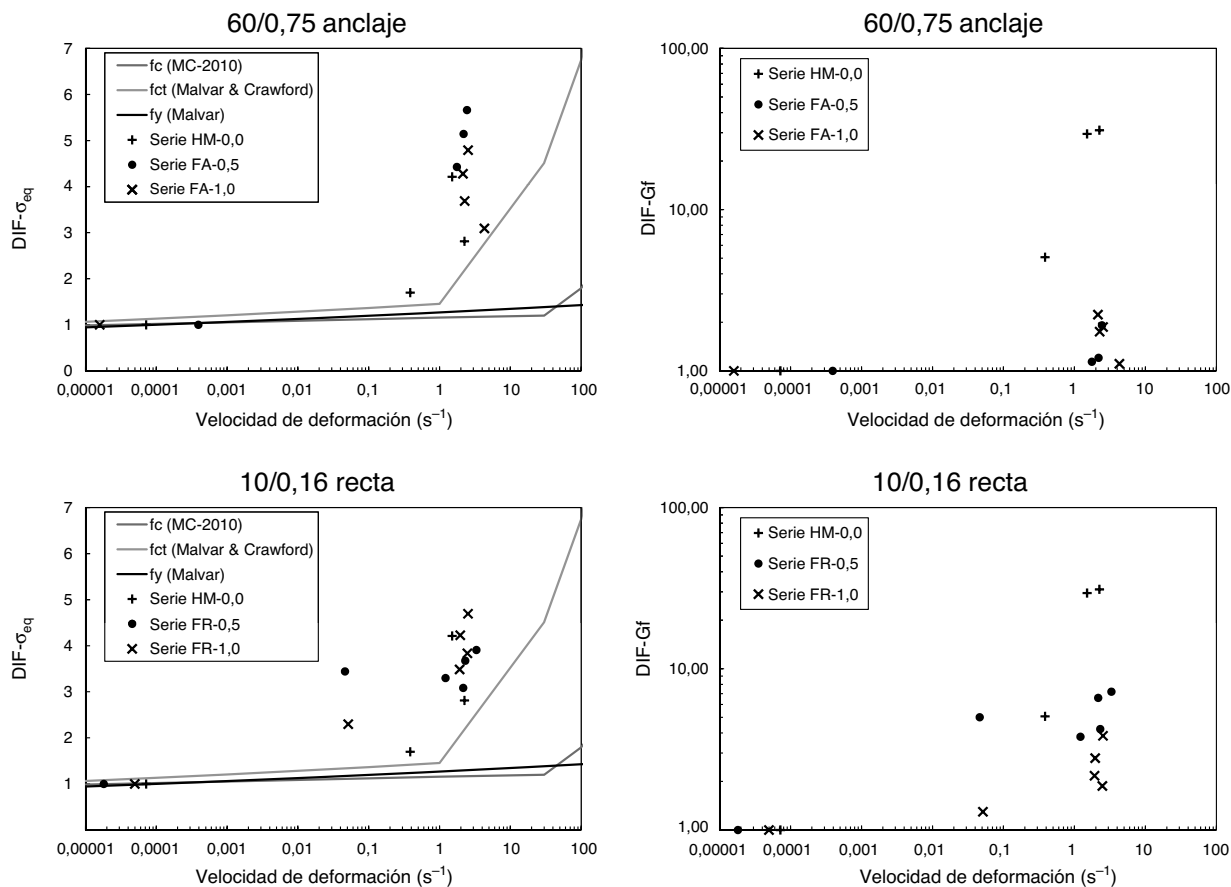 60/0,75 anclaje
7
6
5
4
3
2
1
0
DIF-σeq
fc (MC-2010)
fct (Malvar & Crawford)
fy (Malvar)
Serie HM-0,0
Serie FA-0,5
Serie FA-1,0
0,00001 0,0001 0,01 0,1 1 10 100
Velocidad de deformación (s−1)
60/0,75 anclaje
100,00
10,00
1,00
DIF-Gf
Serie HM-0,0
Serie FA-0,5
Serie FA-1,0
0,00001 0,0001 0,01 0,1 1 10 100
Velocidad de deformación (s−1)
10/0,16 recta
7
6
5
4
3
2
1
0
DIF-σeq
fc (MC-2010)
fct (Malvar & Crawford)
fy (Malvar)
Serie HM-0,0
Serie FR-0,5
Serie FR-1,0
0,00001 0,0001 0,01 0,1 1 10 100
Velocidad de deformación (s−1)
10/0,16 recta
100,00
10,00
1,00
DIF-Gf
Serie HM-0,0
Serie FR-0,5
Serie FR-1,0
0,00001 0,0001 0,01 0,1 1 10 100
Velocidad de deformación (s−1)